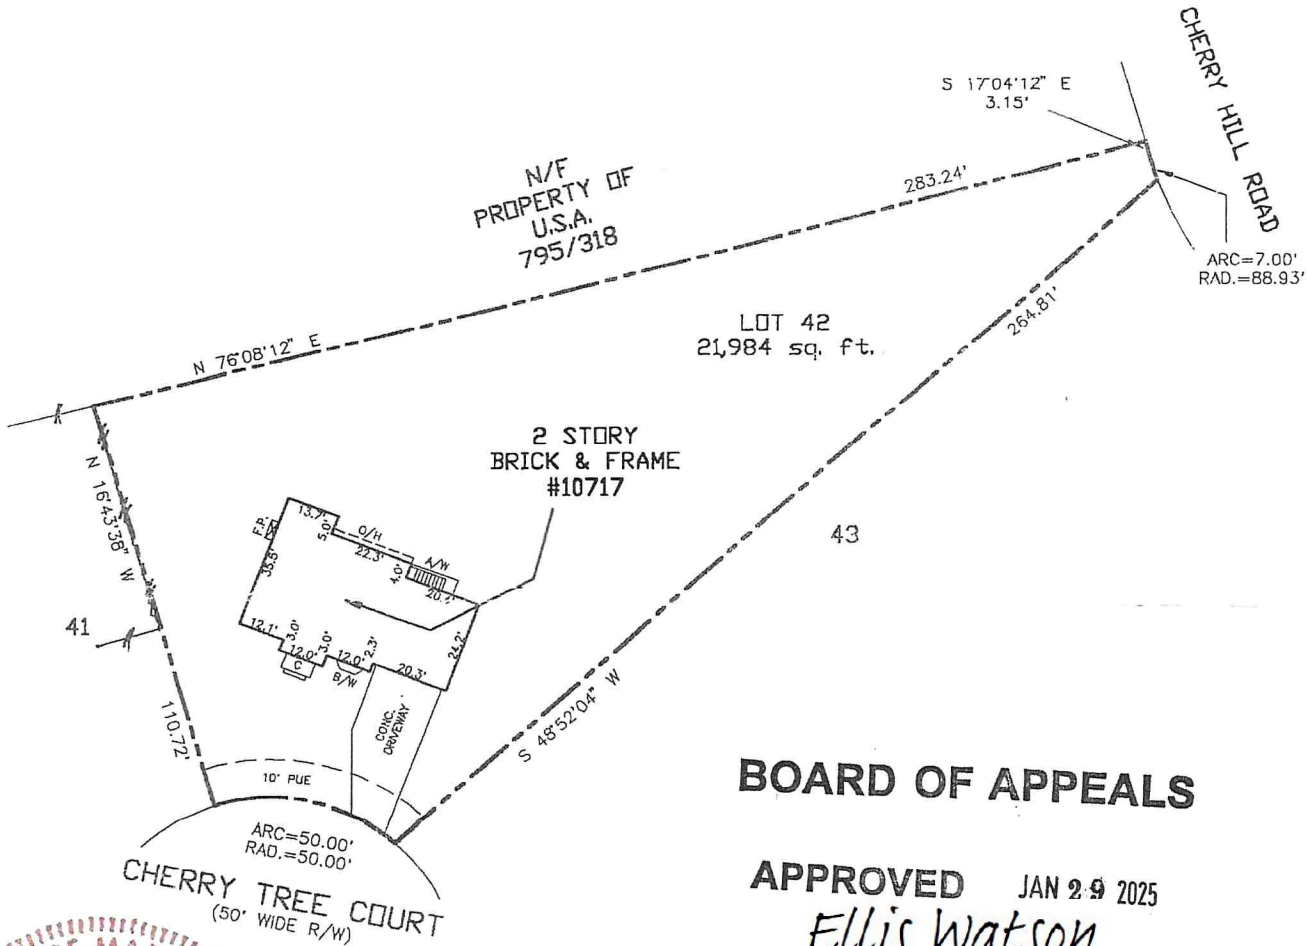 CHERRY HILL ROAD
S 17°04'12" E
3.15'
N/F
PROPERTY OF
U.S.A.
795/318
283.24'
ARC=7.00'
RAD.=88.93'
LOT 42
21,984 sq. ft.
264.81'
N 76°08'12" E
2 STORY
BRICK & FRAME
#10717
N 16°43'38" W
13.7'
F.P.
5.0'
O/H
22.3'
A/W
4.0'
35.5'
43
41
12.1'
3.0'
12.0'
C
3.0'
12.0'
B/W
2.3'
20.3'
24.2'
CONC.
DRIVEWAY
110.72'
S 48°52'04" W
10' PUE
ARC=50.00'
RAD.=50.00'
CHERRY TREE COURT
(50' WIDE R/W)
BOARD OF APPEALS
APPROVED JAN 29 2025
Ellis Watson